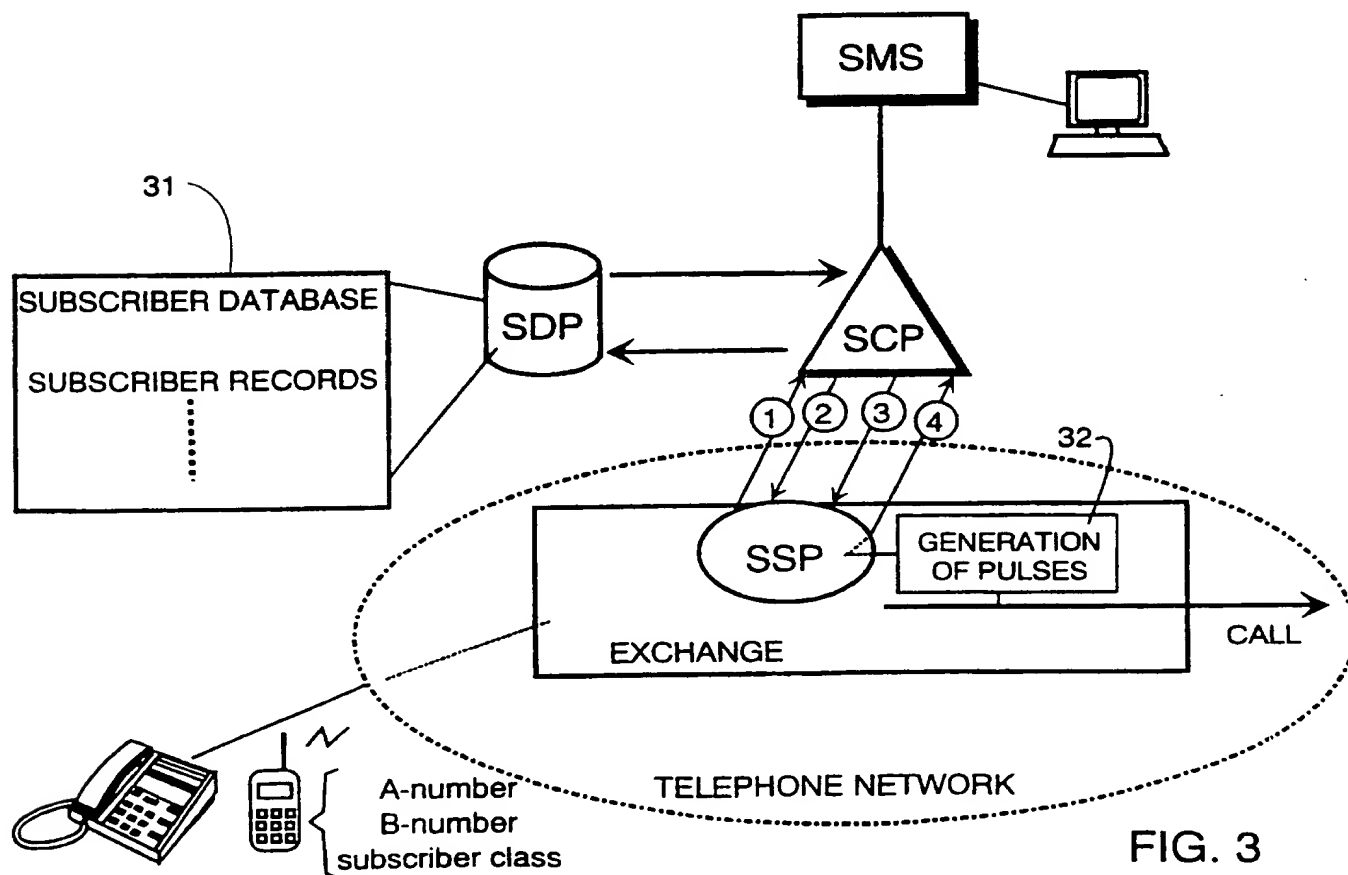 SMS
31
SUBSCRIBER DATABASE
SUBSCRIBER RECORDS
SDP
SCP
1
2
3
4
32
SSP
GENERATION
OF PULSES
CALL
EXCHANGE
TELEPHONE NETWORK
A-number
B-number
subscriber class
FIG. 3